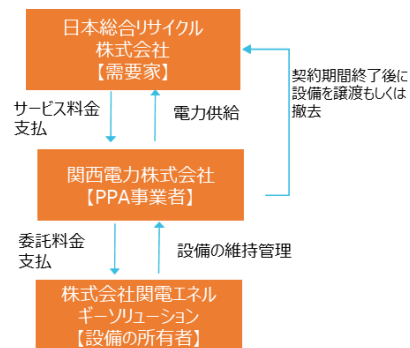 日本総合リサイクル
株式会社
【需要家】
サービス料金
支払
電力供給
契約期間終了後に
設備を譲渡もしくは
撤去
関西電力株式会社
【PPA事業者】
委託料金
支払
設備の維持管理
株式会社関電エネル
ギーソリューション
【設備の所有者】